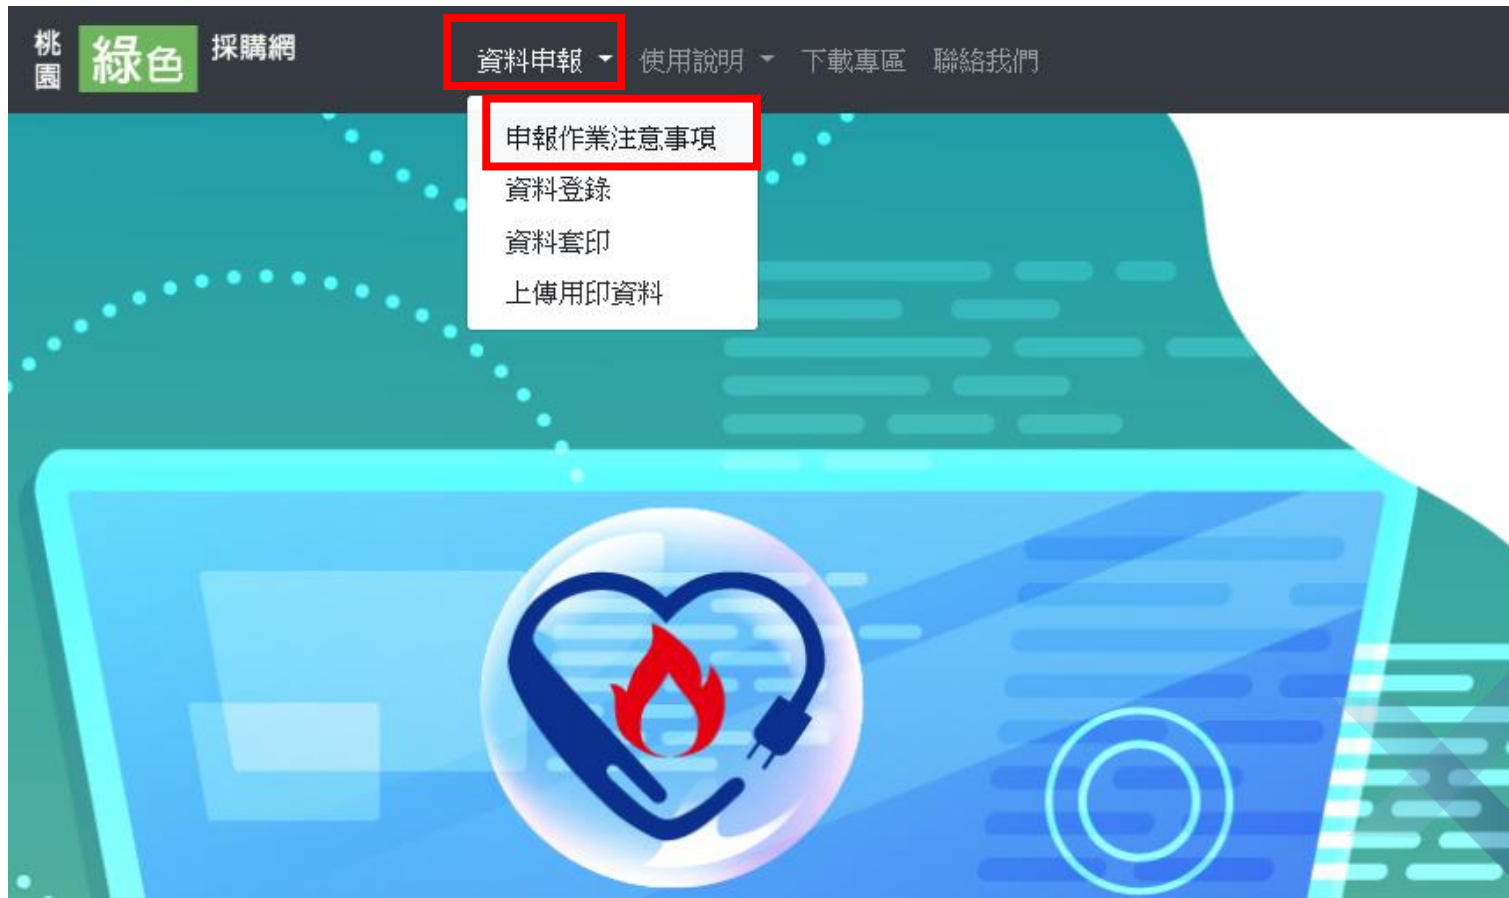 桃園 綠色 採購網
資料申報 使用說明 下載專區 聯絡我們
申報作業注意事項
資料登錄
資料套印
上傳用印資料